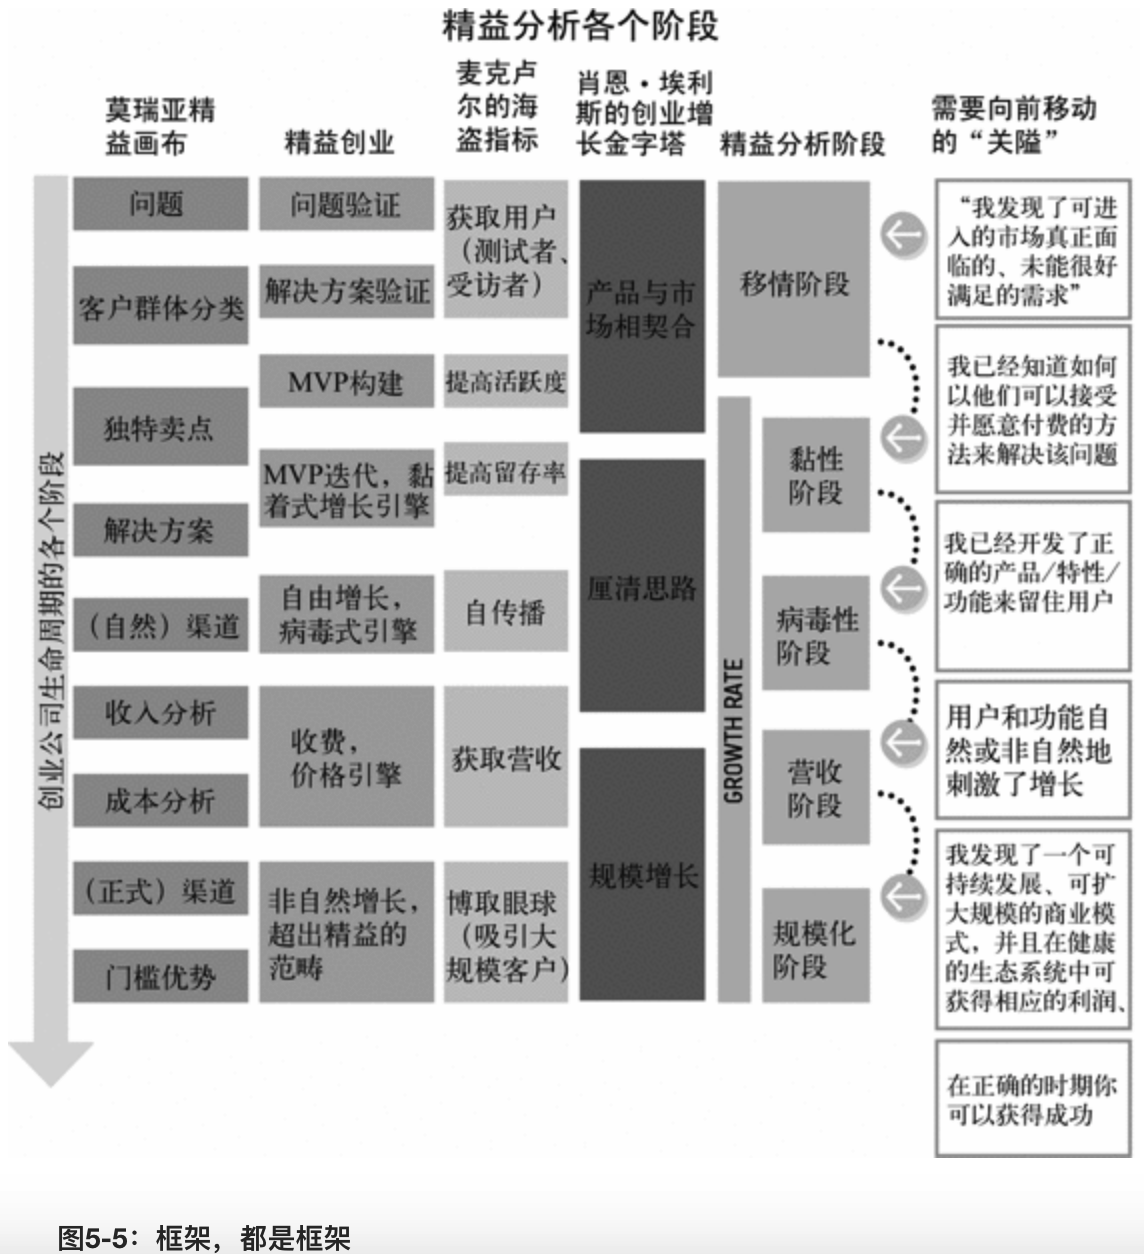 精益分析各个阶段
莫瑞亚精
益画布
精益创业
麦克卢
尔的海
盗指标
肖恩·埃利
斯的创业增
长金字塔
精益分析阶段
需要向前移动
的“关隘”
创业公司生命周期的各个阶段
问题
客户群体分类
独特卖点
解决方案
（自然）渠道
收入分析
成本分析
（正式）渠道
门槛优势
问题验证
解决方案验证
MVP构建
MVP迭代，黏
着式增长引擎
自由增长，
病毒式引擎
收费，
价格引擎
非自然增长，
超出精益的
范畴
获取用户
（测试者、
受访者）
提高活跃度
提高留存率
自传播
获取营收
博取眼球
（吸引大
规模客户）
产品与市
场相契合
厘清思路
规模增长
GROWTH RATE
移情阶段
黏性
阶段
病毒性
阶段
营收
阶段
规模化
阶段
“我发现了可进
入的市场真正面
临的、未能很好
满足的需求”
我已经知道如何
以他们可以接受
并愿意付费的方
法来解决该问题
我已经开发了正
确的产品/特性/
功能来留住用户
用户和功能自
然或非自然地
刺激了增长
我发现了一个可
持续发展、可扩
大规模的商业模
式，并且在健康
的生态系统中可
获得相应的利润、
在正确的时期你
可以获得成功
图5-5：框架，都是框架